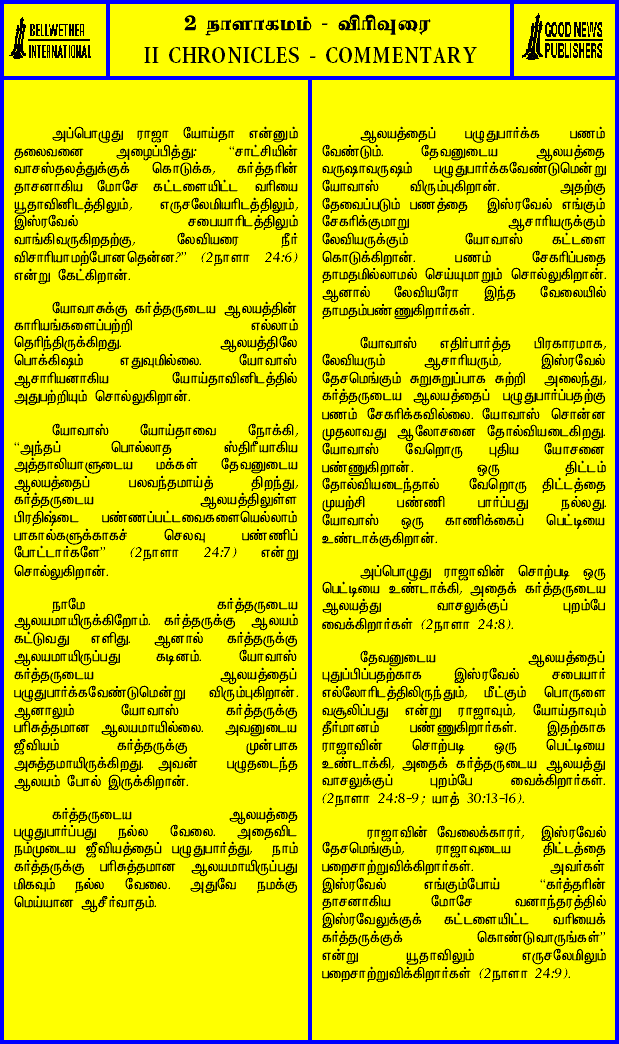 BELLWETHER
INTERNATIONAL
2 நாளாகமம் - விரிவுரை
II CHRONICLES - COMMENTARY
GOOD NEWS
PUBLISHERS
அப்பொழுது ராஜா யோய்தா என்னும்
தலைவனை அழைப்பித்து: “சாட்சியின்
வாசஸ்தலத்துக்குக் கொடுக்க, கர்த்தரின்
தாசனாகிய மோசே கட்டளையிட்ட வரியை
யூதாவினிடத்திலும், எருசலேமியரிடத்திலும்,
இஸ்ரவேல் சபையாரிடத்திலும்
வாங்கிவருகிறதற்கு, லேவியரை நீர்
விசாரியாமற்போனதென்ன?” (2நாளா 24:6)
என்று கேட்கிறான்.
யோவாசுக்கு கர்த்தருடைய ஆலயத்தின்
காரியங்களைப்பற்றி எல்லாம்
தெரிந்திருக்கிறது. ஆலயத்திலே
பொக்கிஷம் எதுவுமில்லை. யோவாஸ்
ஆசாரியனாகிய யோய்தாவினிடத்தில்
அதுபற்றியும் சொல்லுகிறான்.
யோவாஸ் யோய்தாவை நோக்கி,
“அந்தப் பொல்லாத ஸ்திரீயாகிய
அத்தாலியாளுடைய மக்கள் தேவனுடைய
ஆலயத்தைப் பலவந்தமாய்த் திறந்து,
கர்த்தருடைய ஆலயத்திலுள்ள
பிரதிஷ்டை பண்ணப்பட்டவைகளையெல்லாம்
பாகால்களுக்காகச் செலவு பண்ணிப்
போட்டார்களே” (2நாளா 24:7) என்று
சொல்லுகிறான்.
நாமே கர்த்தருடைய
ஆலயமாயிருக்கிறோம். கர்த்தருக்கு ஆலயம்
கட்டுவது எளிது. ஆனால் கர்த்தருக்கு
ஆலயமாயிருப்பது கடினம். யோவாஸ்
கர்த்தருடைய ஆலயத்தைப்
பழுதுபார்க்கவேண்டுமென்று விரும்புகிறான்.
ஆனாலும் யோவாஸ் கர்த்தருக்கு
பரிசுத்தமான ஆலயமாயில்லை. அவனுடைய
ஜீவியம் கர்த்தருக்கு முன்பாக
அசுத்தமாயிருக்கிறது. அவன் பழுதடைந்த
ஆலயம் போல் இருக்கிறான்.
கர்த்தருடைய ஆலயத்தை
பழுதுபார்ப்பது நல்ல வேலை. அதைவிட
நம்முடைய ஜீவியத்தைப் பழுதுபார்த்து, நாம்
கர்த்தருக்கு பரிசுத்தமான ஆலயமாயிருப்பது
மிகவும் நல்ல வேலை. அதுவே நமக்கு
மெய்யான ஆசீர்வாதம்.
ஆலயத்தைப் பழுதுபார்க்க பணம்
வேண்டும். தேவனுடைய ஆலயத்தை
வருஷாவருஷம் பழுதுபார்க்கவேண்டுமென்று
யோவாஸ் விரும்புகிறான். அதற்கு
தேவைப்படும் பணத்தை இஸ்ரவேல் எங்கும்
சேகரிக்குமாறு ஆசாரியருக்கும்
லேவியருக்கும் யோவாஸ் கட்டளை
கொடுக்கிறான். பணம் சேகரிப்பதை
தாமதமில்லாமல் செய்யுமாறும் சொல்லுகிறான்.
ஆனால் லேவியரோ இந்த வேலையில்
தாமதம்பண்ணுகிறார்கள்.
யோவாஸ் எதிர்பார்த்த பிரகாரமாக,
லேவியரும் ஆசாரியரும், இஸ்ரவேல்
தேசமெங்கும் சுறுசுறுப்பாக சுற்றி அலைந்து,
கர்த்தருடைய ஆலயத்தைப் பழுதுபார்ப்பதற்கு
பணம் சேகரிக்கவில்லை. யோவாஸ் சொன்ன
முதலாவது ஆலோசனை தோல்வியடைகிறது.
யோவாஸ் வேறொரு புதிய யோசனை
பண்ணுகிறான். ஒரு திட்டம்
தோல்வியடைந்தால் வேறொரு திட்டத்தை
முயற்சி பண்ணி பார்ப்பது நல்லது.
யோவாஸ் ஒரு காணிக்கைப் பெட்டியை
உண்டாக்குகிறான்.
அப்பொழுது ராஜாவின் சொற்படி ஒரு
பெட்டியை உண்டாக்கி, அதைக் கர்த்தருடைய
ஆலயத்து வாசலுக்குப் புறம்பே
வைக்கிறார்கள் (2நாளா 24:8).
தேவனுடைய ஆலயத்தைப்
புதுப்பிப்பதற்காக இஸ்ரவேல் சபையார்
எல்லோரிடத்திலிருந்தும், மீட்கும் பொருளை
வசூலிப்பது என்று ராஜாவும், யோய்தாவும்
தீர்மானம் பண்ணுகிறார்கள். இதற்காக
ராஜாவின் சொற்படி ஒரு பெட்டியை
உண்டாக்கி, அதைக் கர்த்தருடைய ஆலயத்து
வாசலுக்குப் புறம்பே வைக்கிறார்கள்.
(2நாளா 24:8-9; யாத் 30:13-16).
ராஜாவின் வேலைக்காரர், இஸ்ரவேல்
தேசமெங்கும், ராஜாவுடைய திட்டத்தை
பறைசாற்றுவிக்கிறார்கள். அவர்கள்
இஸ்ரவேல் எங்கும்போய் “கர்த்தரின்
தாசனாகிய மோசே வனாந்தரத்தில்
இஸ்ரவேலுக்குக் கட்டளையிட்ட வரியைக்
கர்த்தருக்குக் கொண்டுவாருங்கள்”
என்று யூதாவிலும் எருசலேமிலும்
பறைசாற்றுவிக்கிறார்கள் (2நாளா 24:9).